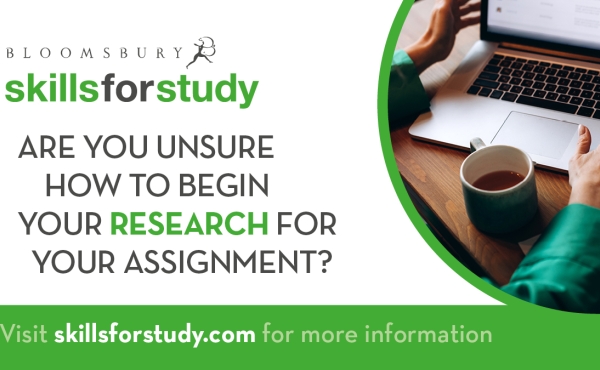 BLOOMSBURY
skillsforstudy
ARE YOU UNSURE
HOW TO BEGIN
YOUR RESEARCH FOR
YOUR ASSIGNMENT?
Visit skillsforstudy.com for more information